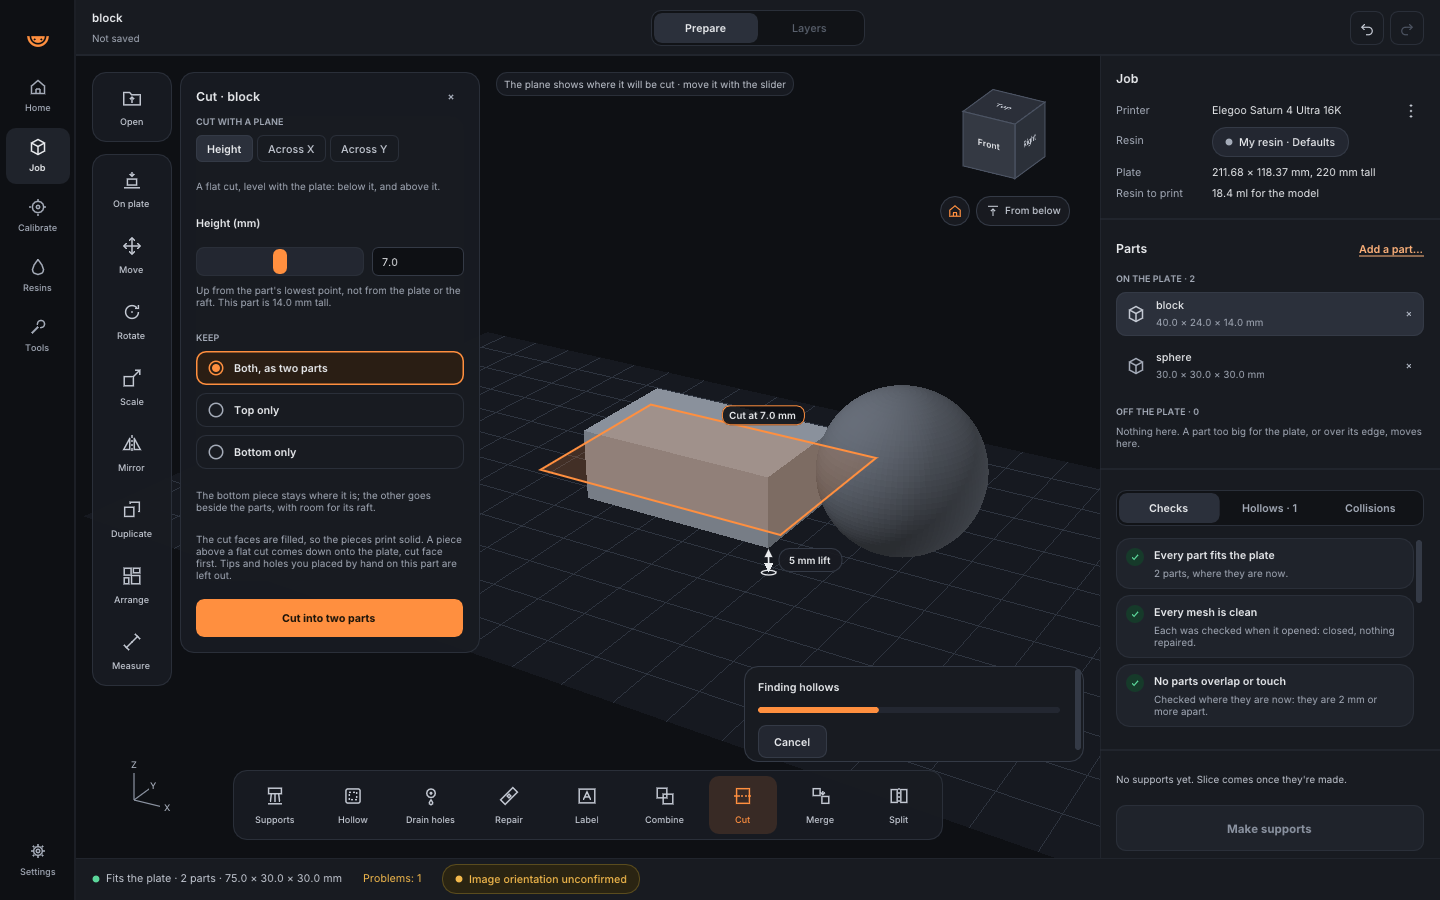 block
Not saved
Prepare
Layers
Home
Job
Calibrate
Resins
Tools
Settings
Open
On plate
Move
Rotate
Scale
Mirror
Duplicate
Arrange
Measure
Cut · block
×
CUT WITH A PLANE
Height
Across X
Across Y
A flat cut, level with the plate: below it, and above it.
Height (mm)
7.0
Up from the part's lowest point, not from the plate or the
raft. This part is 14.0 mm tall.
KEEP
Both, as two parts
Top only
Bottom only
The bottom piece stays where it is; the other goes
beside the parts, with room for its raft.
The cut faces are filled, so the pieces print solid. A piece
above a flat cut comes down onto the plate, cut face
first. Tips and holes you placed by hand on this part are
left out.
Cut into two parts
The plane shows where it will be cut · move it with the slider
Top
Front
Right
From below
Cut at 7.0 mm
5 mm lift
Finding hollows
Cancel
Z
Y
X
Supports
Hollow
Drain holes
Repair
Label
Combine
Cut
Merge
Split
Job
Printer
Elegoo Saturn 4 Ultra 16K
Resin
My resin · Defaults
Plate
211.68 × 118.37 mm, 220 mm tall
Resin to print
18.4 ml for the model
Parts
Add a part...
ON THE PLATE · 2
block
40.0 × 24.0 × 14.0 mm
×
sphere
30.0 × 30.0 × 30.0 mm
×
OFF THE PLATE · 0
Nothing here. A part too big for the plate, or over its edge, moves
here.
Checks
Hollows · 1
Collisions
Every part fits the plate
2 parts, where they are now.
Every mesh is clean
Each was checked when it opened: closed, nothing
repaired.
No parts overlap or touch
Checked where they are now: they are 2 mm or
more apart.
No supports yet. Slice comes once they're made.
Make supports
Fits the plate · 2 parts · 75.0 × 30.0 × 30.0 mm
Problems: 1
Image orientation unconfirmed